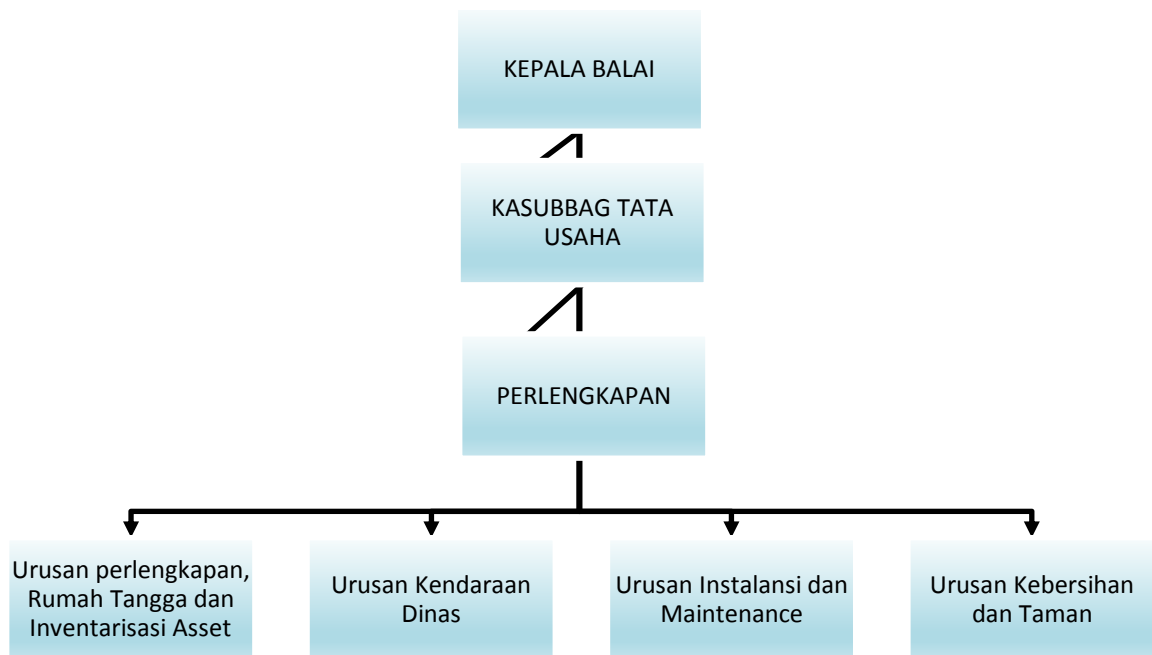 KEPALA BALAI
KASUBBAG TATA
USAHA
PERLENGKAPAN
Urusan perlengkapan,
Rumah Tangga dan
Inventarisasi Asset
Urusan Kendaraan
Dinas
Urusan Instalansi dan
Maintenance
Urusan Kebersihan
dan Taman